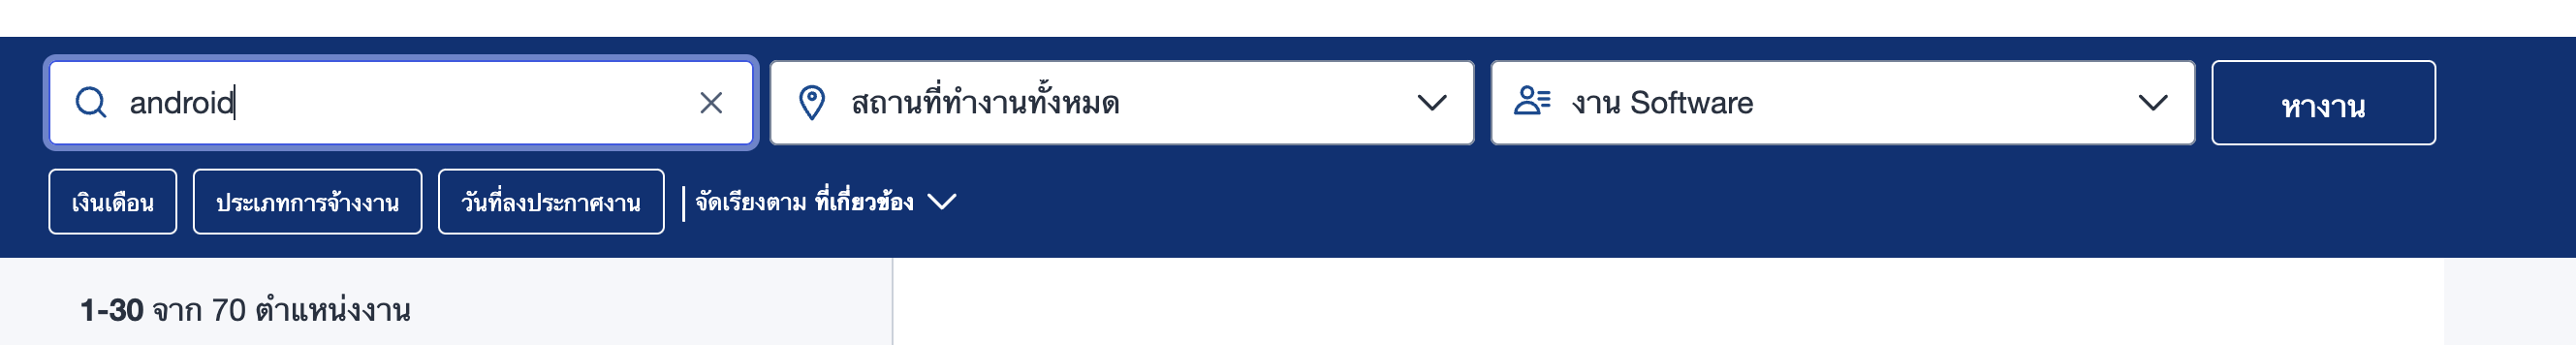 android
สถานที่ทำงานทั้งหมด
งาน Software
หางาน
เงินเดือน
ประเภทการจ้างงาน
วันที่ลงประกาศงาน
จัดเรียงตาม ที่เกี่ยวข้อง
1-30 จาก 70 ตำแหน่งงาน